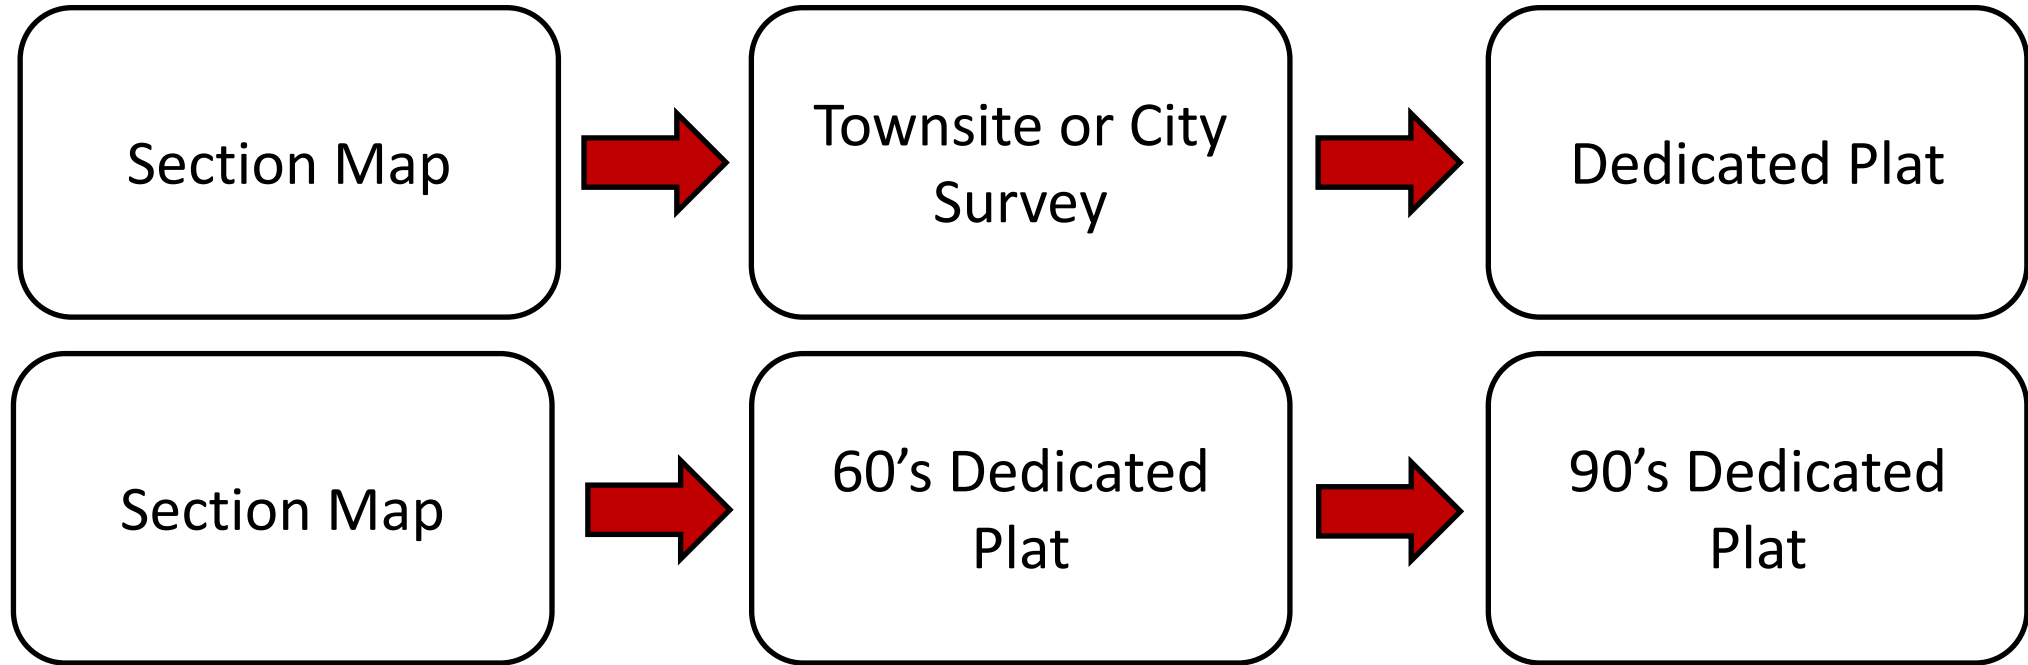 Section Map
Townsite or City
Survey
Dedicated Plat
Section Map
60’s Dedicated
Plat
90’s Dedicated
Plat